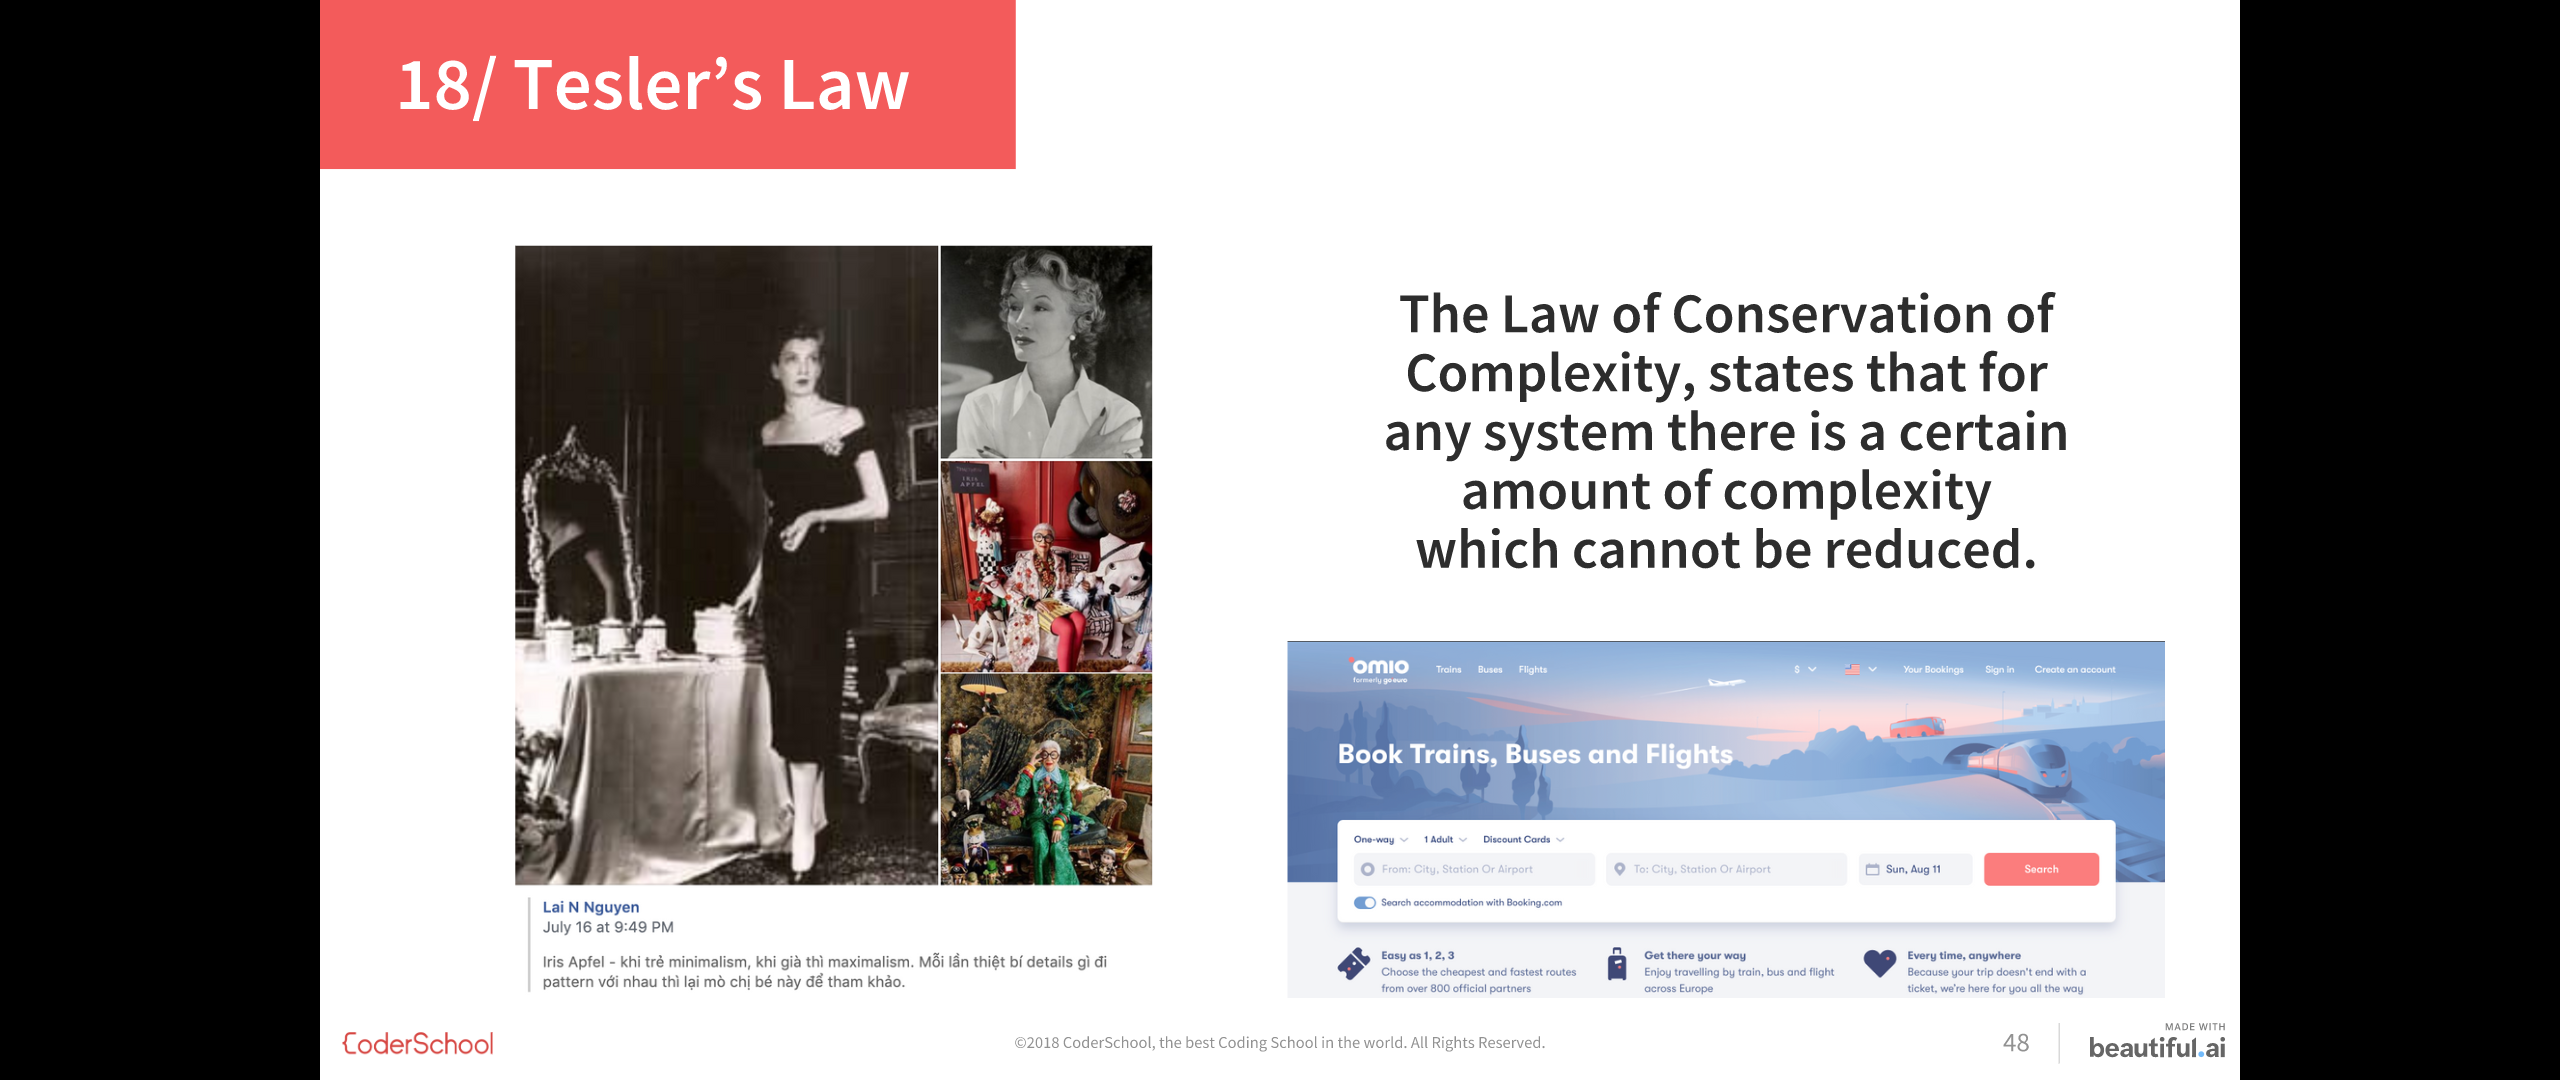 18/ Tesler’s Law
IRIS
APFEL
Lai N Nguyen
July 16 at 9:49 PM
Iris Apfel - khi trẻ minimalism, khi già thì maximalism. Mỗi lần thiệt bí details gì đi
pattern với nhau thì lại mò chị bé này để tham khảo.
The Law of Conservation of
Complexity, states that for
any system there is a certain
amount of complexity
which cannot be reduced.
omio
formerly go euro
Trains Buses Flights
$ Your Bookings Sign in Create an account
Book Trains, Buses and Flights
One-way 1 Adult Discount Cards
From: City, Station Or Airport To: City, Station Or Airport Sun, Aug 11 Search
Search accommodation with Booking.com
Easy as 1, 2, 3
Choose the cheapest and fastest routes
from over 800 official partners
Get there your way
Enjoy travelling by train, bus and flight
across Europe
Every time, anywhere
Because your trip doesn't end with a
ticket, we're here for you all the way
CoderSchool
©2018 CoderSchool, the best Coding School in the world. All Rights Reserved.
48
MADE WITH
beautiful.ai